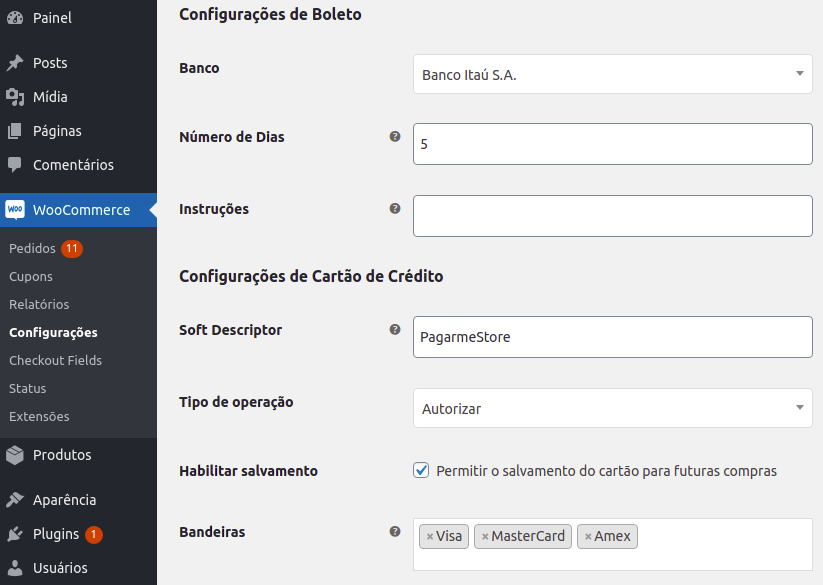 Painel
Posts
Mídia
Páginas
Comentários
WOO WooCommerce
Pedidos 11
Cupons
Relatórios
Configurações
Checkout Fields
Status
Extensões
Produtos
Aparência
Plugins 1
Usuários
Configurações de Boleto
Banco
Banco Itaú S.A.
Número de Dias ?
5
Instruções ?
Configurações de Cartão de Crédito
Soft Descriptor ?
PagarmeStore
Tipo de operação
Autorizar
Habilitar salvamento
Permitir o salvamento do cartão para futuras compras
Bandeiras ?
× Visa × MasterCard × Amex